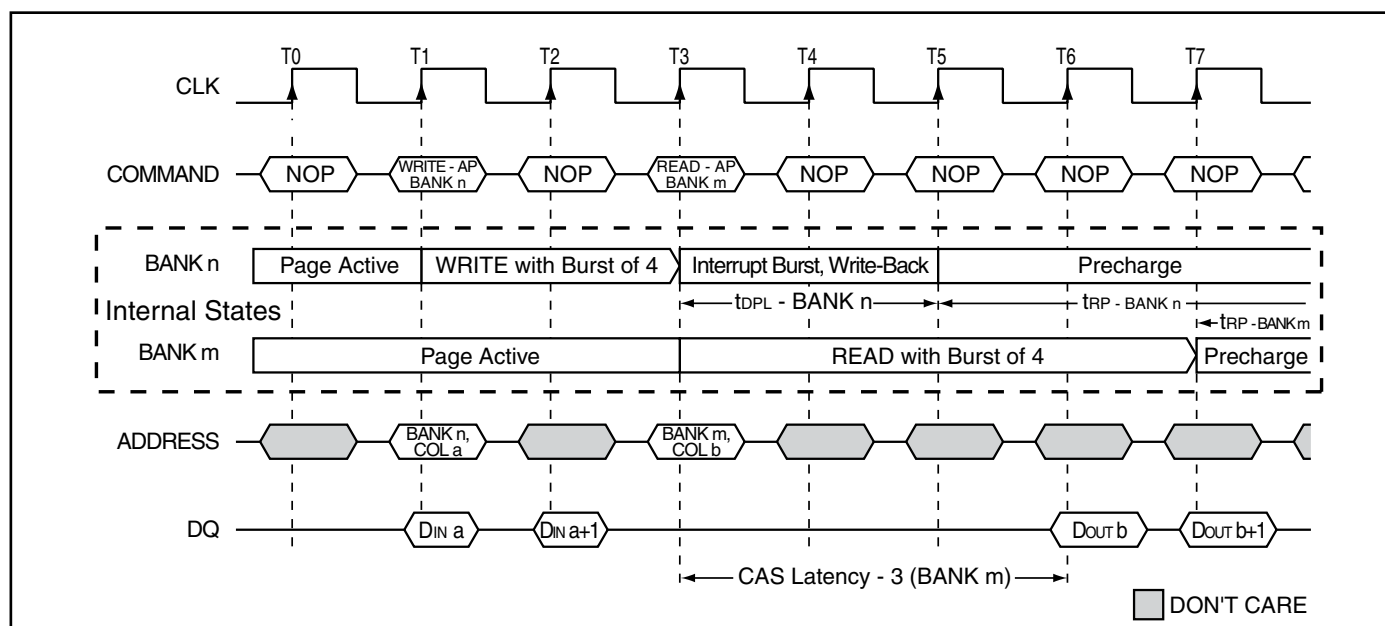 T0 T1 T2 T3 T4 T5 T6 T7
CLK
COMMAND NOP WRITE - AP BANK n NOP READ - AP BANK m NOP NOP NOP NOP
BANK n Page Active WRITE with Burst of 4 Interrupt Burst, Write-Back Precharge
Internal States tDPL - BANK n tRP - BANK n
tRP - BANK m
BANK m Page Active READ with Burst of 4 Precharge
ADDRESS BANK n, COL a BANK m, COL b
DQ DIN a DIN a+1 DOUT b DOUT b+1
CAS Latency - 3 (BANK m)
DON'T CARE